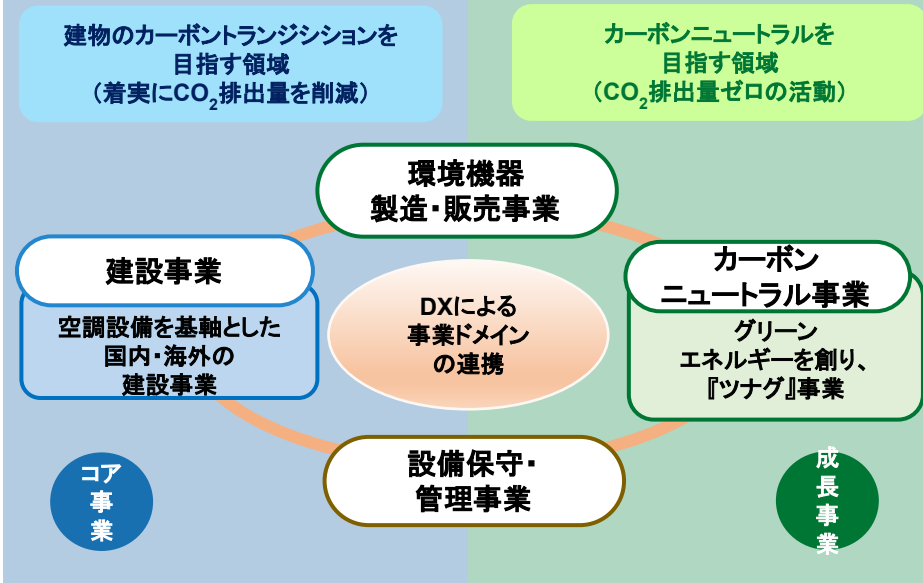 建物のカーボントランジションを
目指す領域
（着実にCO₂排出量を削減）
カーボンニュートラルを
目指す領域
（CO₂排出量ゼロの活動）
環境機器
製造・販売事業
建設事業
空調設備を基軸とした
国内・海外の
建設事業
DXによる
事業ドメイン
の連携
カーボン
ニュートラル事業
グリーン
エネルギーを創り、
『ツナグ』事業
設備保守・
管理事業
コア
事
業
成
長
事
業